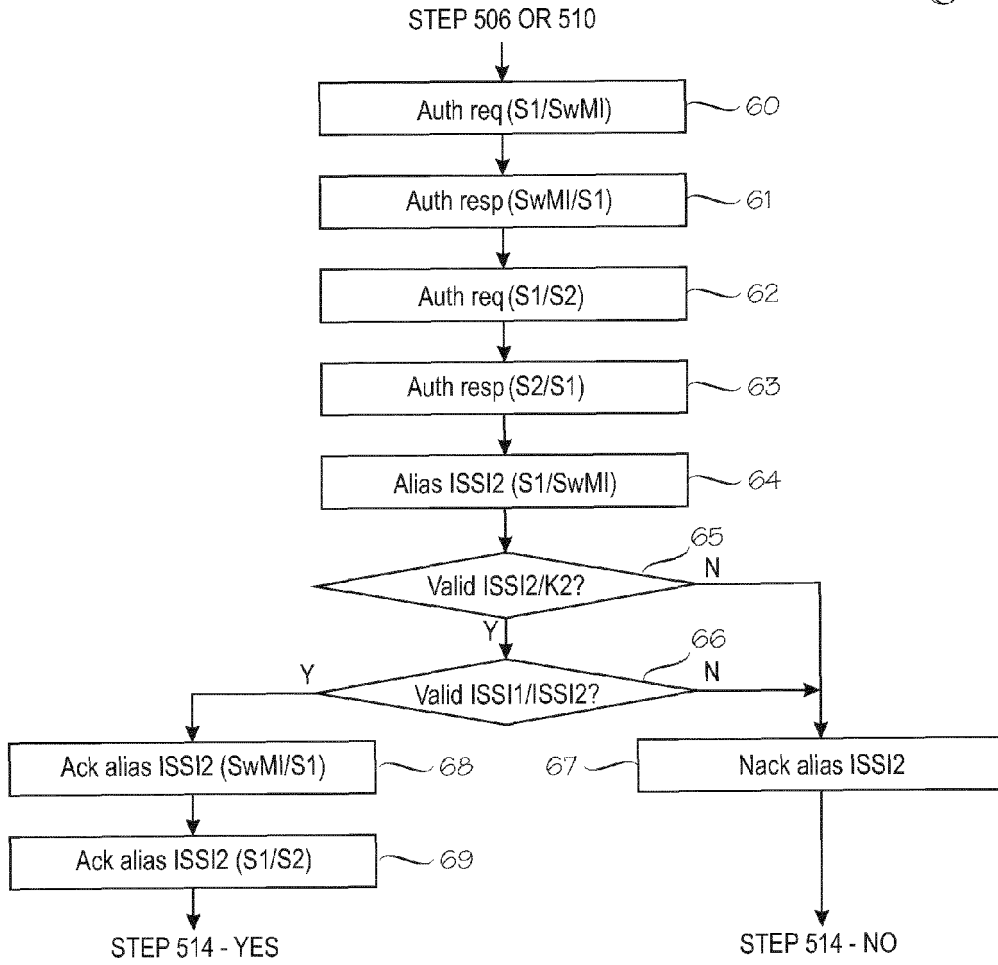 STEP 506 OR 510
Auth req (S1/SwMI)
60
Auth resp (SwMI/S1)
61
Auth req (S1/S2)
62
Auth resp (S2/S1)
63
Alias ISSI2 (S1/SwMI)
64
65
Valid ISSI2/K2?
N
Y
66
Y
Valid ISSI1/ISSI2?
N
Ack alias ISSI2 (SwMI/S1)
68
67
Nack alias ISSI2
Ack alias ISSI2 (S1/S2)
69
STEP 514 - YES
STEP 514 - NO